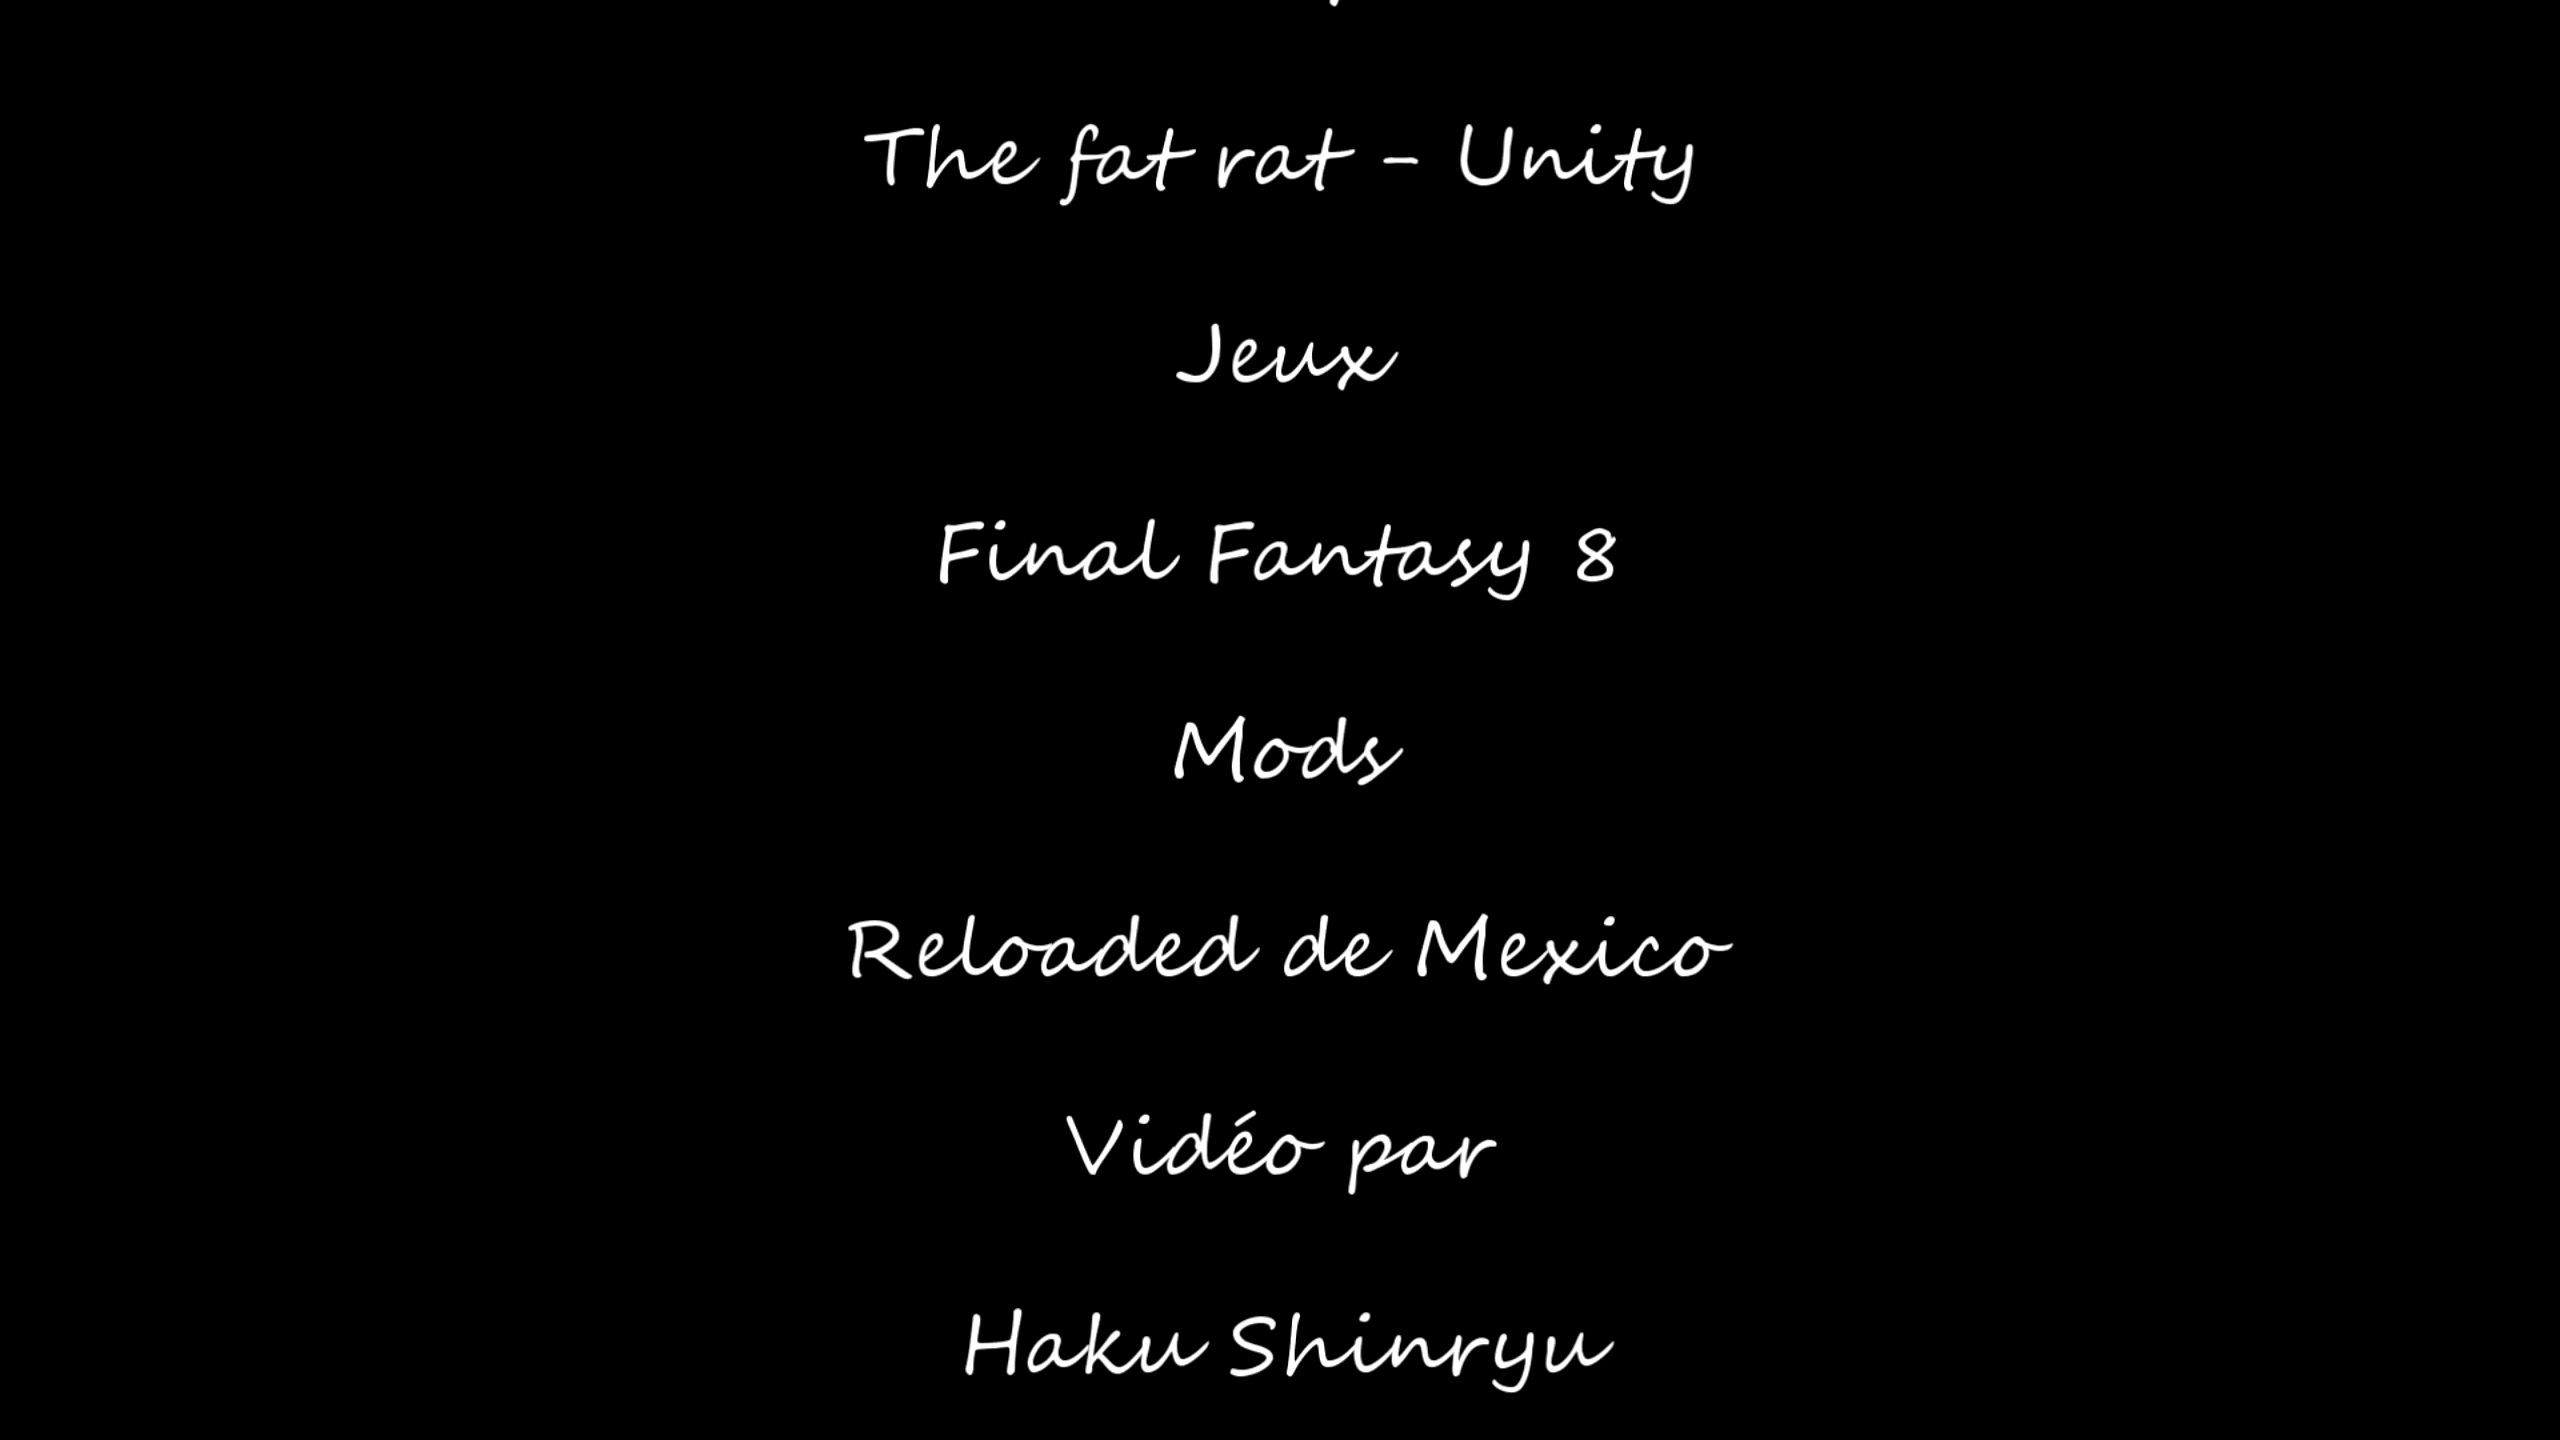 The fat rat - Unity
Jeux
Final Fantasy 8
Mods
Reloaded de Mexico
Vidéo par
Haku Shinryu